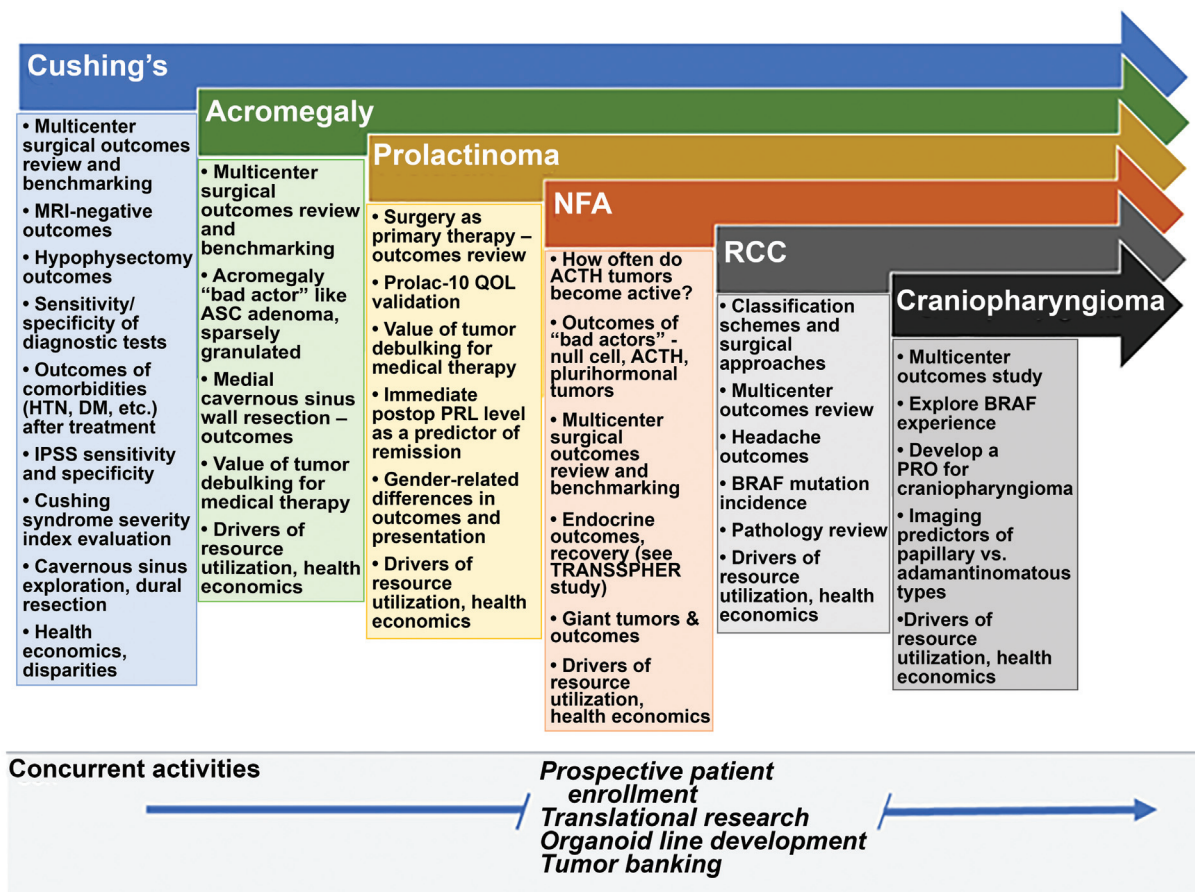 Cushing's
• Multicenter
surgical outcomes
review and
benchmarking
• MRI-negative
outcomes
• Hypophysectomy
outcomes
• Sensitivity/
specificity of
diagnostic tests
• Outcomes of
comorbidities
(HTN, DM, etc.)
after treatment
• IPSS sensitivity
and specificity
• Cushing
syndrome severity
index evaluation
• Cavernous sinus
exploration, dural
resection
• Health
economics,
disparities
Acromegaly
• Multicenter
surgical
outcomes review
and
benchmarking
• Acromegaly
“bad actor” like
ASC adenoma,
sparsely
granulated
• Medial
cavernous sinus
wall resection –
outcomes
• Value of tumor
debulking for
medical therapy
• Drivers of
resource
utilization, health
economics
Prolactinoma
• Surgery as
primary therapy –
outcomes review
• Prolac-10 QOL
validation
• Value of tumor
debulking for
medical therapy
• Immediate
postop PRL level
as a predictor of
remission
• Gender-related
differences in
outcomes and
presentation
• Drivers of
resource
utilization, health
economics
NFA
• How often do
ACTH tumors
become active?
• Outcomes of
“bad actors” -
null cell, ACTH,
plurihormonal
tumors
• Multicenter
surgical
outcomes
review and
benchmarking
• Endocrine
outcomes,
recovery (see
TRANSSPHER
study)
• Giant tumors &
outcomes
• Drivers of
resource
utilization,
health economics
RCC
• Classification
schemes and
surgical
approaches
• Multicenter
outcomes review
• Headache
outcomes
• BRAF mutation
incidence
• Pathology review
• Drivers of
resource
utilization, health
economics
Craniopharyngioma
• Multicenter
outcomes study
• Explore BRAF
experience
• Develop a
PRO for
craniopharyngioma
• Imaging
predictors of
papillary vs.
adamantinomatous
types
•Drivers of
resource
utilization, health
economics
Concurrent activities
Prospective patient
enrollment
Translational research
Organoid line development
Tumor banking